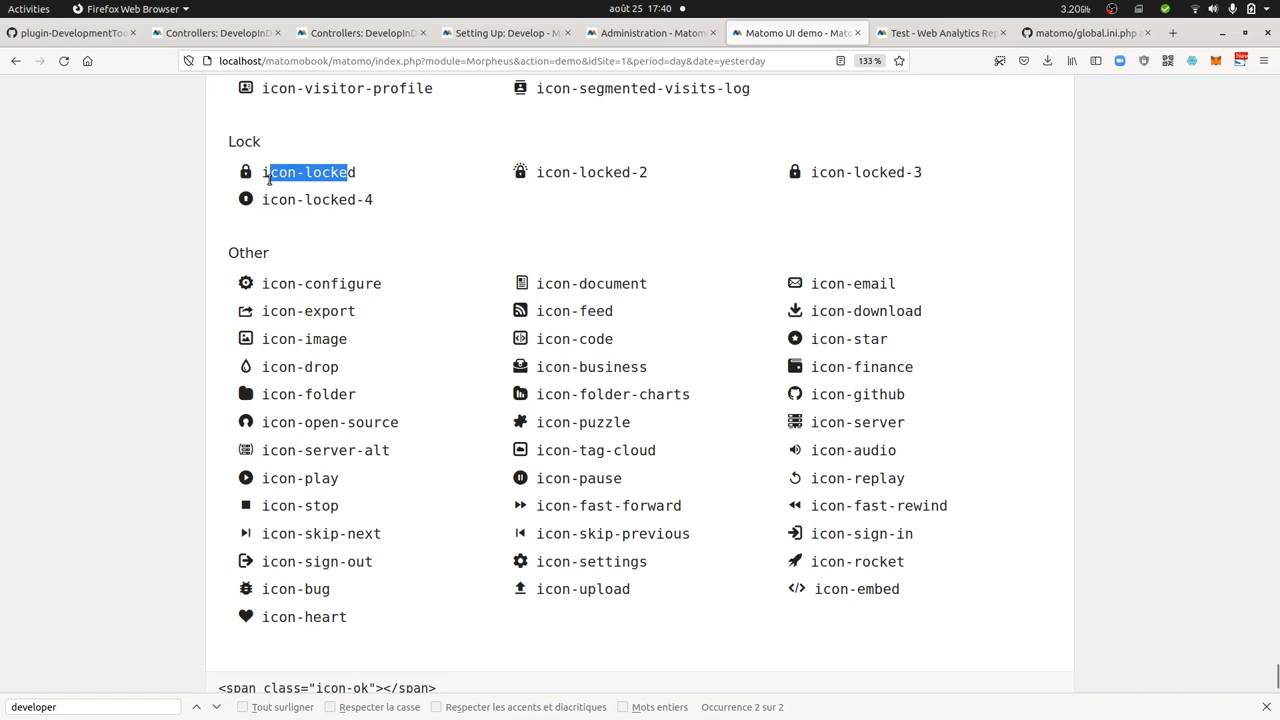 Activities Firefox Web Browser août 25 17:40 3.20 GiB
plugin-DevelopmentToo Controllers: DevelopInD Controllers: DevelopInD Setting Up: Develop - Ma Administration - Matomo Matomo UI demo - Mato Test - Web Analytics Rep matomo/global.ini.php a
localhost/matomobook/matomo/index.php?module=Morpheus&action=demo&idSite=1&period=day&date=yesterday 133 % New
icon-visitor-profile icon-segmented-visits-log
Lock
icon-locked icon-locked-2 icon-locked-3
icon-locked-4
Other
icon-configure icon-document icon-email
icon-export icon-feed icon-download
icon-image icon-code icon-star
icon-drop icon-business icon-finance
icon-folder icon-folder-charts icon-github
icon-open-source icon-puzzle icon-server
icon-server-alt icon-tag-cloud icon-audio
icon-play icon-pause icon-replay
icon-stop icon-fast-forward icon-fast-rewind
icon-skip-next icon-skip-previous icon-sign-in
icon-sign-out icon-settings icon-rocket
icon-bug icon-upload icon-embed
icon-heart
<span class="icon-ok"></span>
developer Tout surligner Respecter la casse Respecter les accents et diacritiques Mots entiers Occurrence 2 sur 2